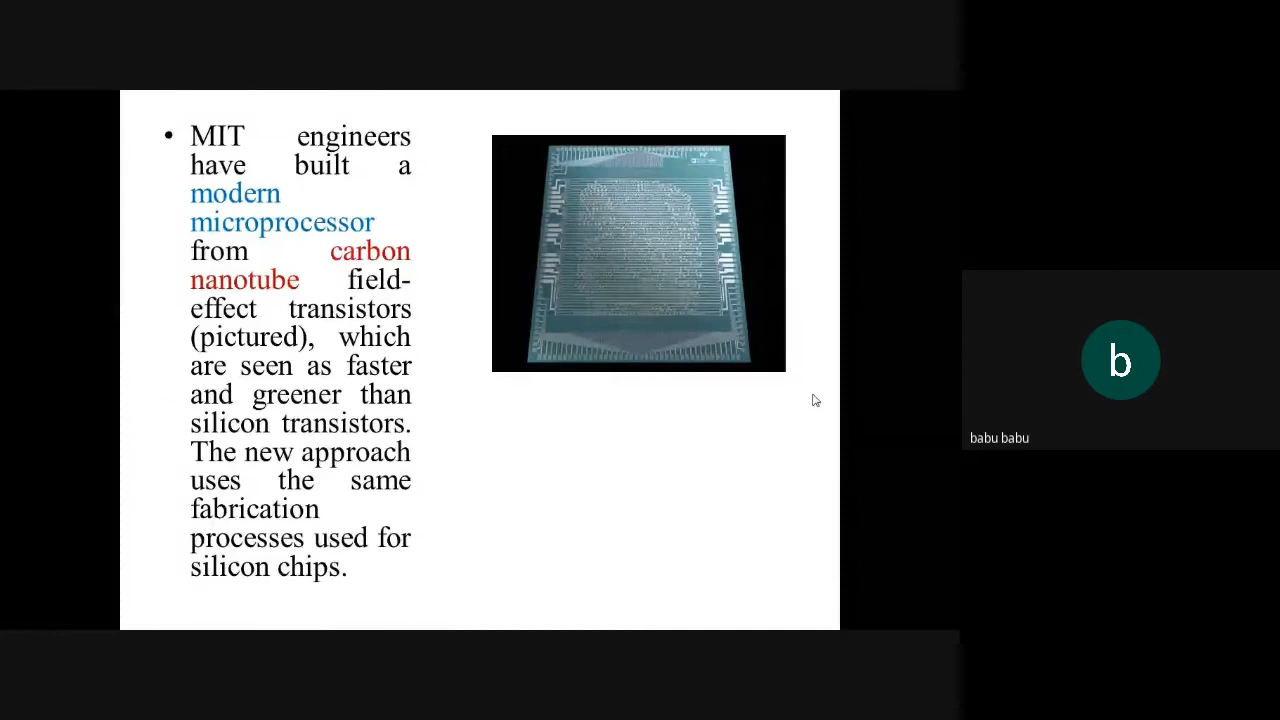 • MIT engineers
have built a
modern
microprocessor
from carbon
nanotube field-
effect transistors
(pictured), which
are seen as faster
and greener than
silicon transistors.
The new approach
uses the same
fabrication
processes used for
silicon chips.
b
babu babu